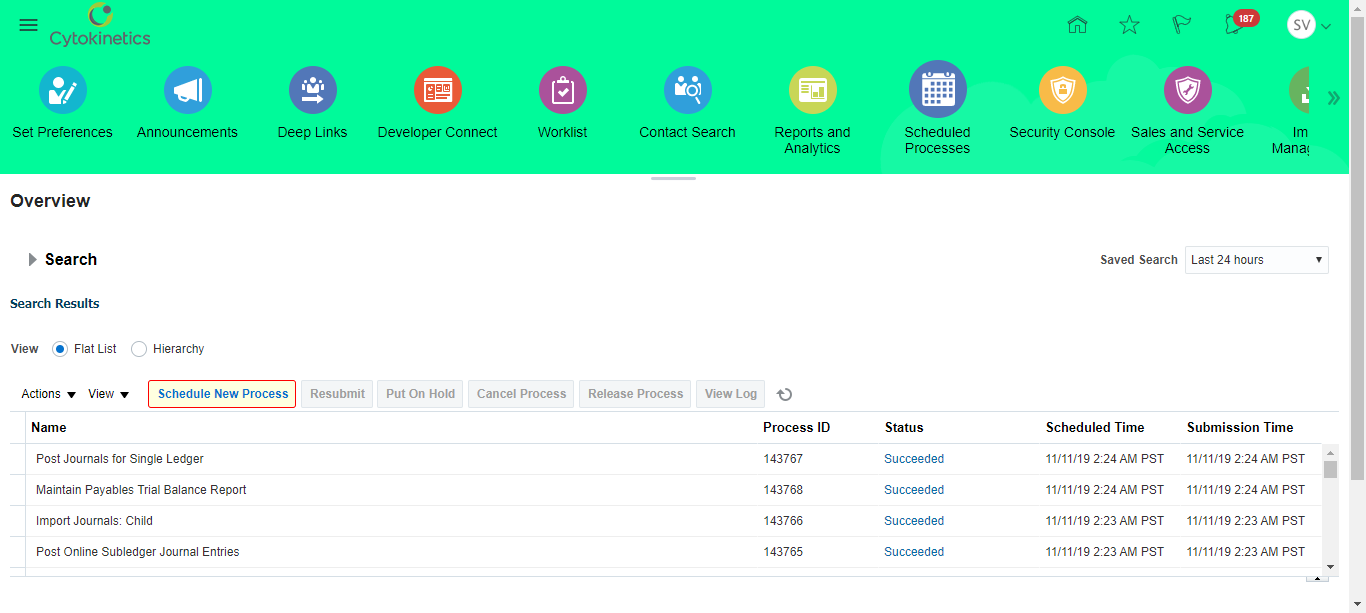 Cytokinetics
187
SV
Set Preferences
Announcements
Deep Links
Developer Connect
Worklist
Contact Search
Reports and
Analytics
Scheduled
Processes
Security Console
Sales and Service
Access
Im
Manag
Overview
Search
Saved Search Last 24 hours
Search Results
View Flat List Hierarchy
Actions View Schedule New Process Resubmit Put On Hold Cancel Process Release Process View Log
Name Process ID Status Scheduled Time Submission Time
Post Journals for Single Ledger 143767 Succeeded 11/11/19 2:24 AM PST 11/11/19 2:24 AM PST
Maintain Payables Trial Balance Report 143768 Succeeded 11/11/19 2:24 AM PST 11/11/19 2:24 AM PST
Import Journals: Child 143766 Succeeded 11/11/19 2:23 AM PST 11/11/19 2:23 AM PST
Post Online Subledger Journal Entries 143765 Succeeded 11/11/19 2:23 AM PST 11/11/19 2:23 AM PST